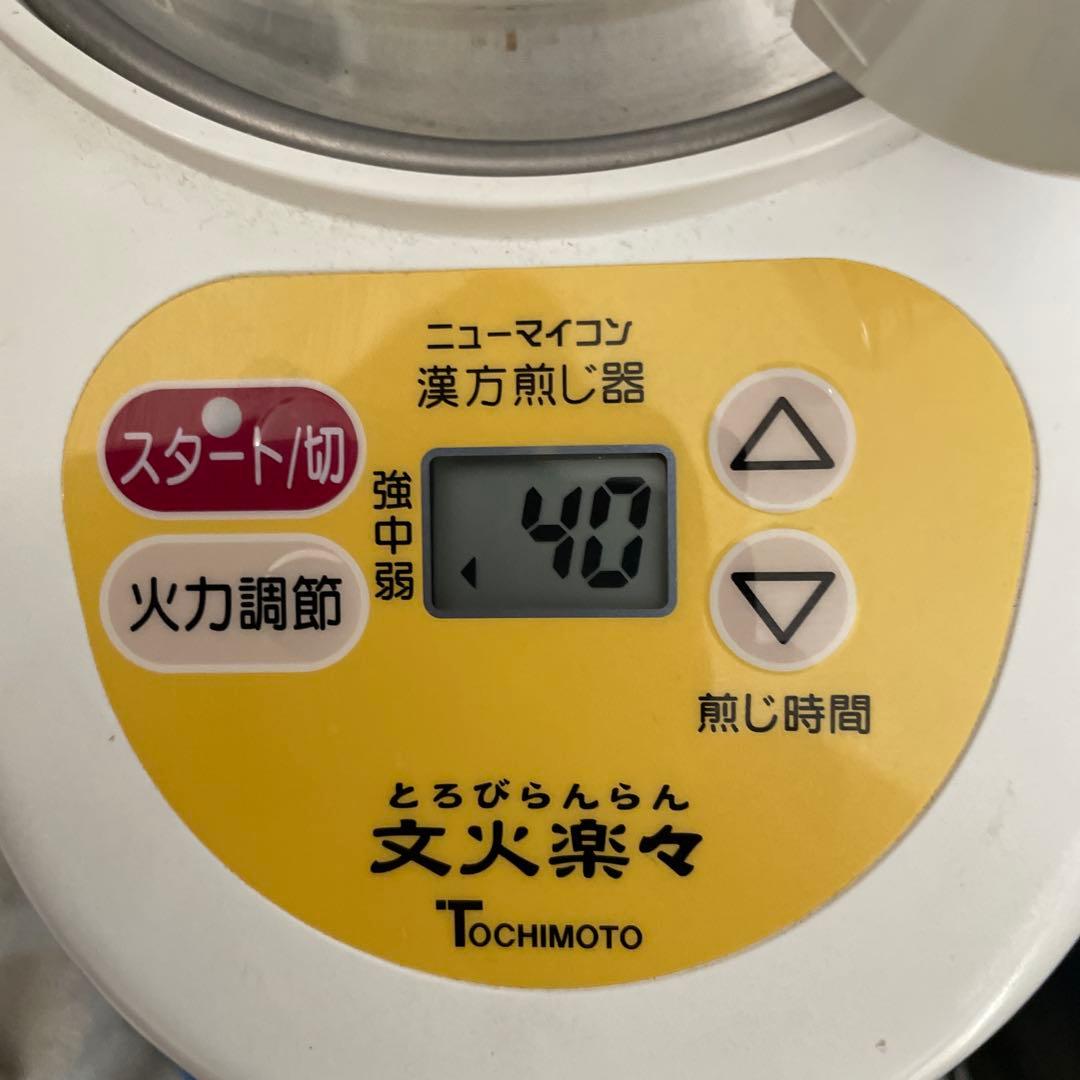 ニューマイコン
漢方煎じ器
スタート/切
火力調節
強
中
弱
40
煎じ時間
とろびらんらん
文火楽々
TOCHIMOTO